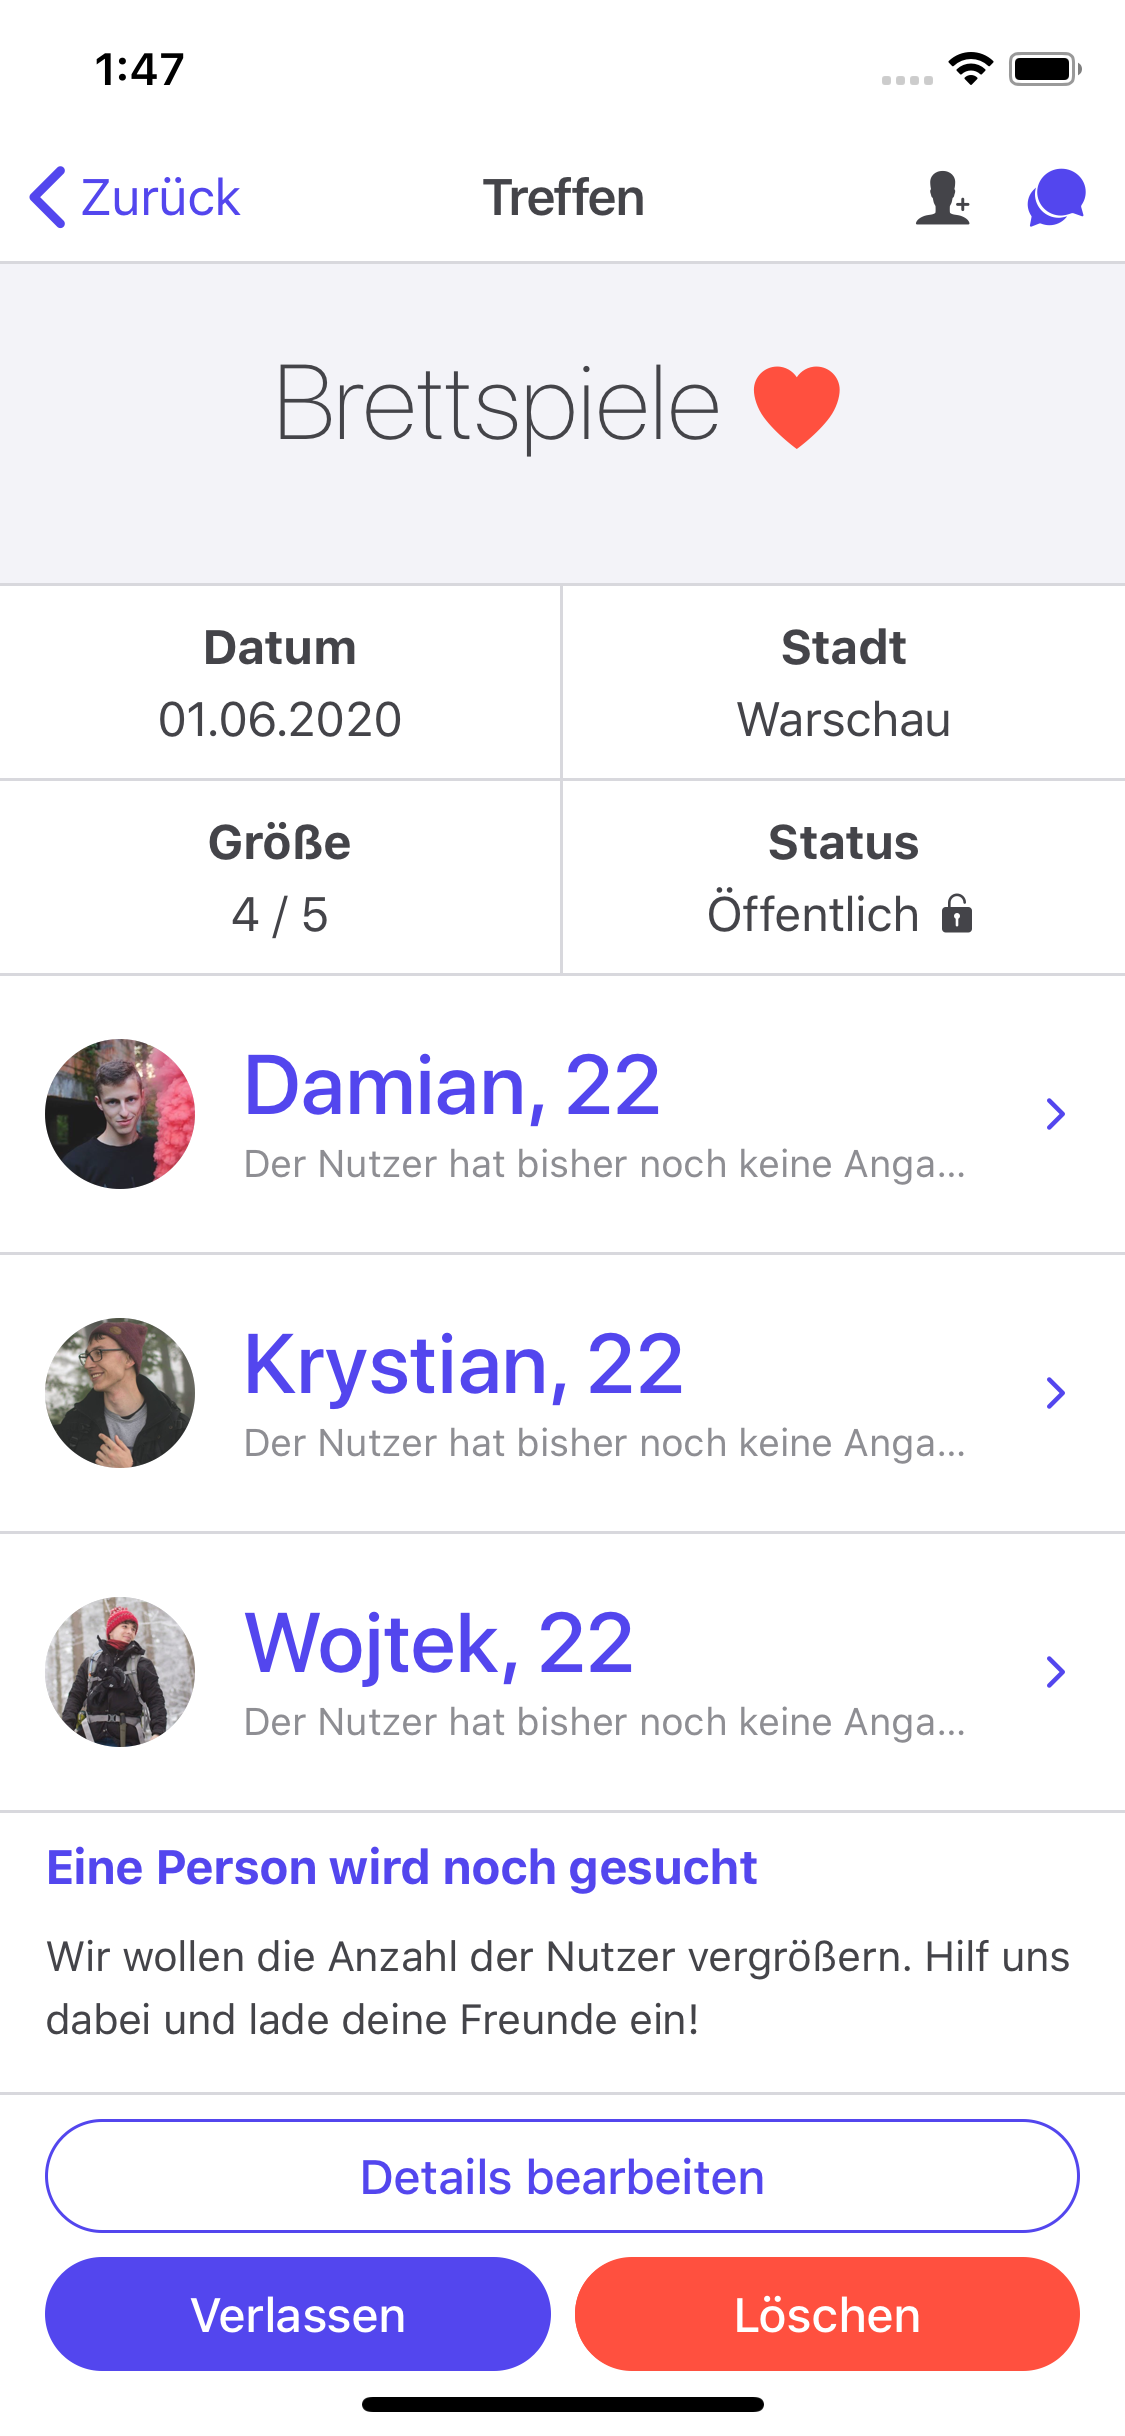 1:47
Zurück
Treffen
Brettspiele
Datum
01.06.2020
Stadt
Warschau
Größe
4 / 5
Status
Öffentlich
Damian, 22
Der Nutzer hat bisher noch keine Anga...
Krystian, 22
Der Nutzer hat bisher noch keine Anga...
Wojtek, 22
Der Nutzer hat bisher noch keine Anga...
Eine Person wird noch gesucht
Wir wollen die Anzahl der Nutzer vergrößern. Hilf uns
dabei und lade deine Freunde ein!
Details bearbeiten
Verlassen
Löschen